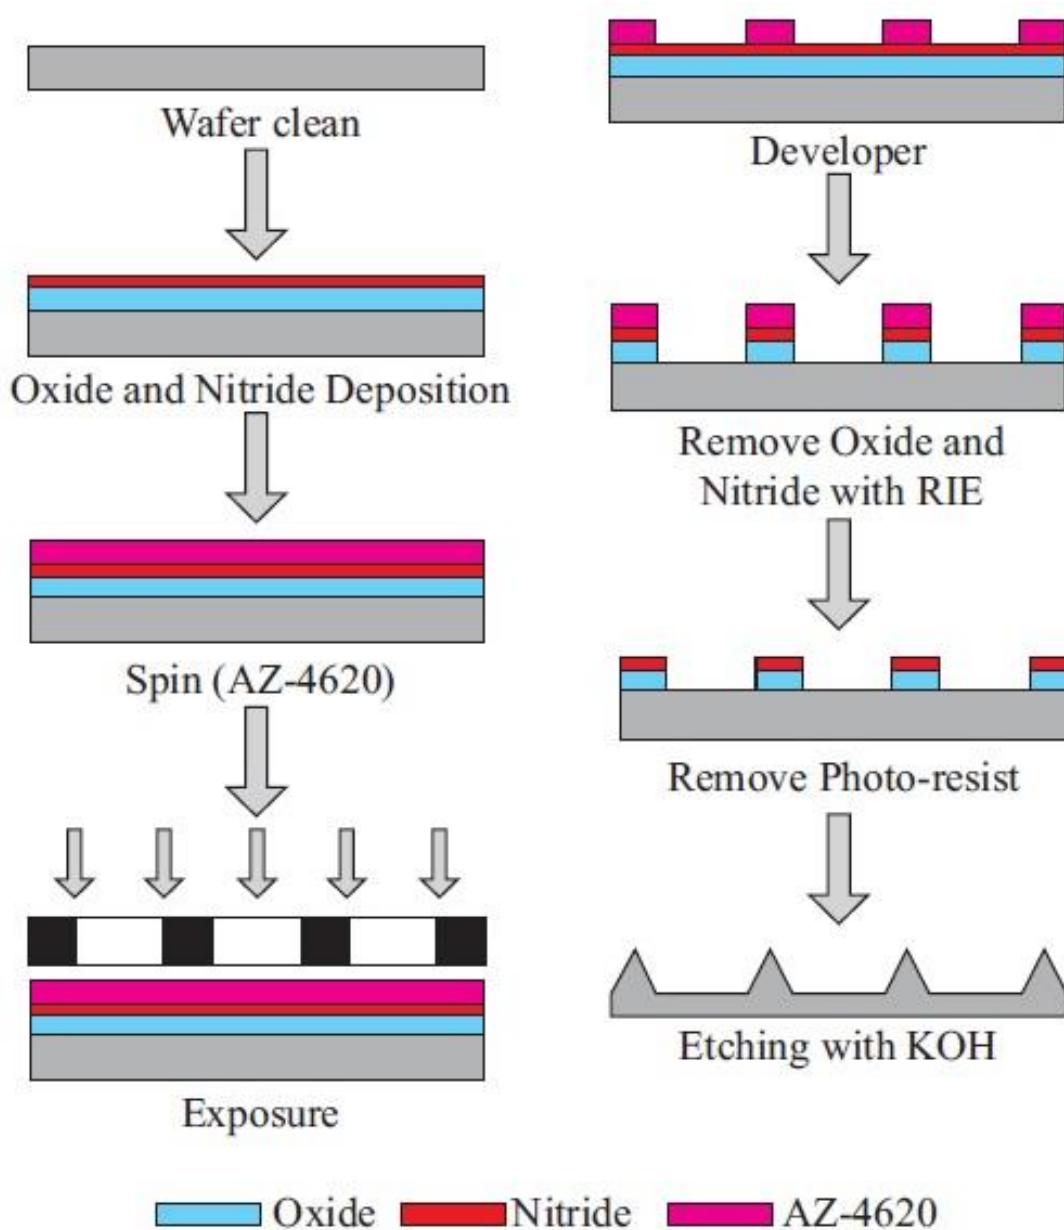 Wafer clean
Oxide and Nitride Deposition
Spin (AZ-4620)
Exposure
Developer
Remove Oxide and
Nitride with RIE
Remove Photo-resist
Etching with KOH
Oxide Nitride AZ-4620